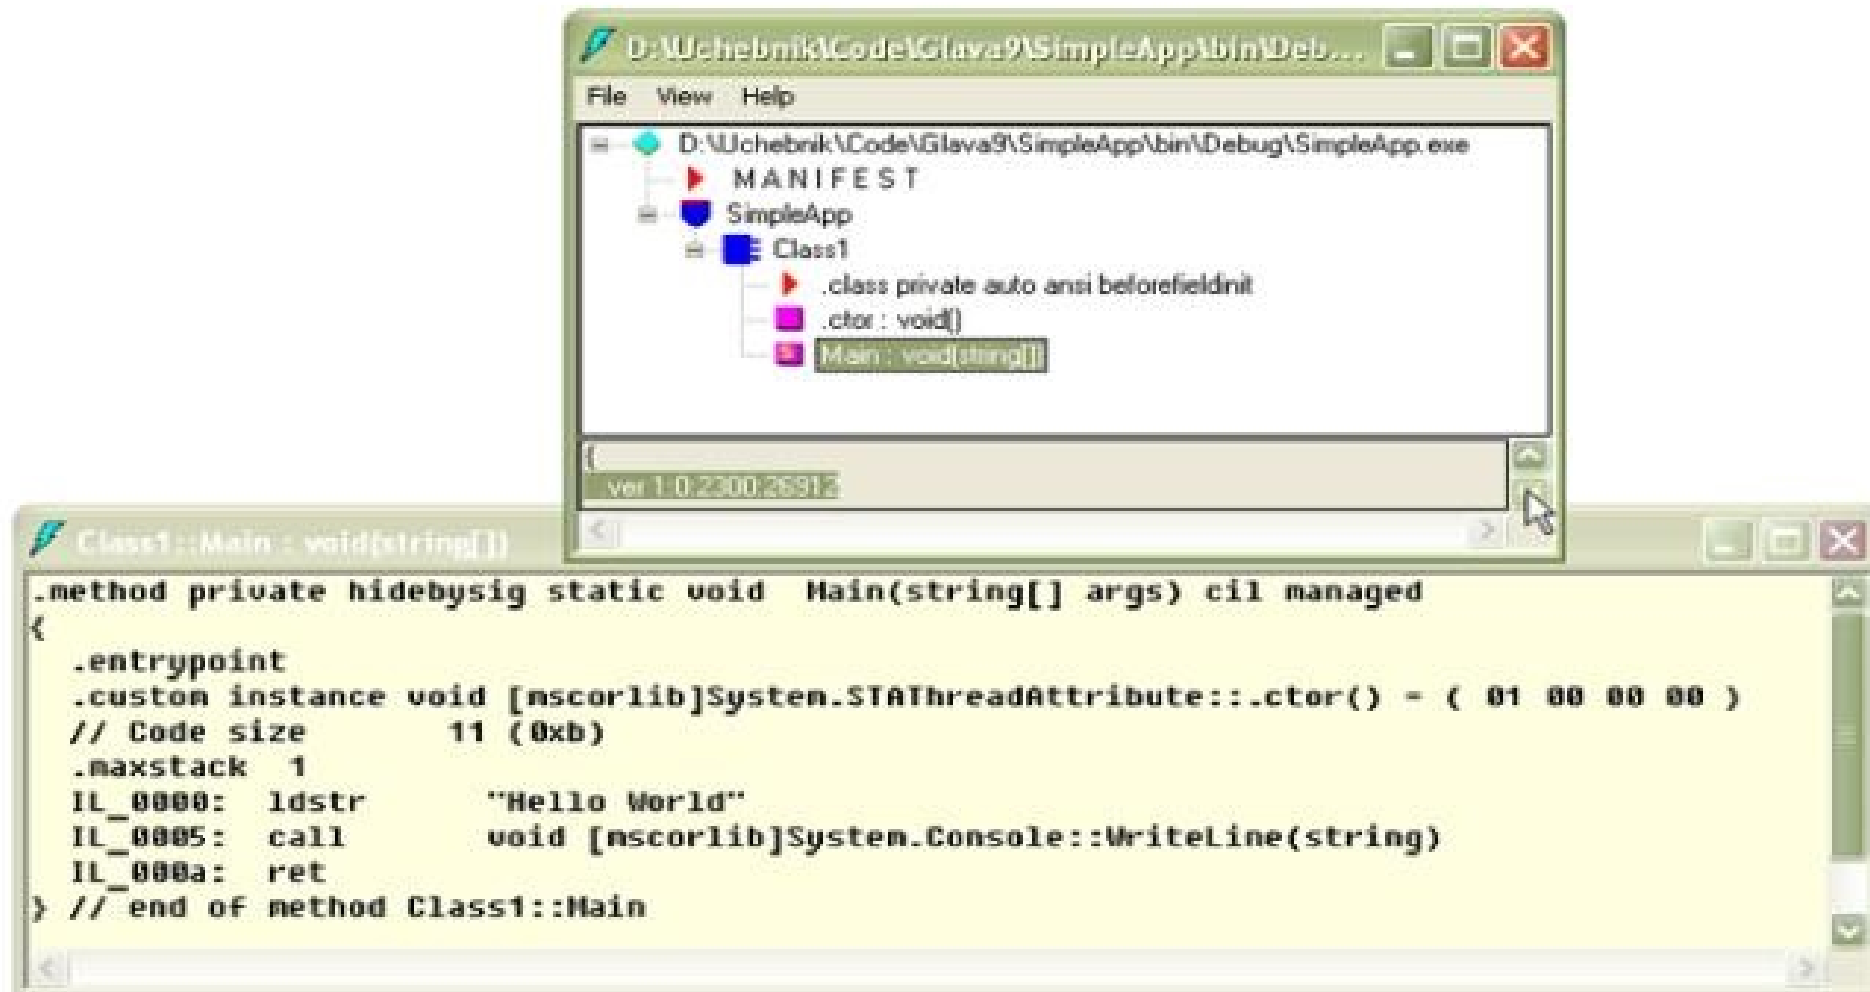 D:\Uchebnik\Code\Glava9\SimpleApp\bin\Deb...
File View Help
D:\Uchebnik\Code\Glava9\SimpleApp\bin\Debug\SimpleApp.exe
M A N I F E S T
SimpleApp
Class1
.class private auto ansi beforefieldinit
.ctor : void()
Main : void(string[])
{
.ver 1:0:2300:26912
Class1::Main : void(string[])
.method private hidebysig static void  Main(string[] args) cil managed
{
  .entrypoint
  .custom instance void [mscorlib]System.STAThreadAttribute::.ctor() = ( 01 00 00 00 )
  // Code size       11 (0xb)
  .maxstack  1
  IL_0000:  ldstr      "Hello World"
  IL_0005:  call       void [mscorlib]System.Console::WriteLine(string)
  IL_000a:  ret
} // end of method Class1::Main